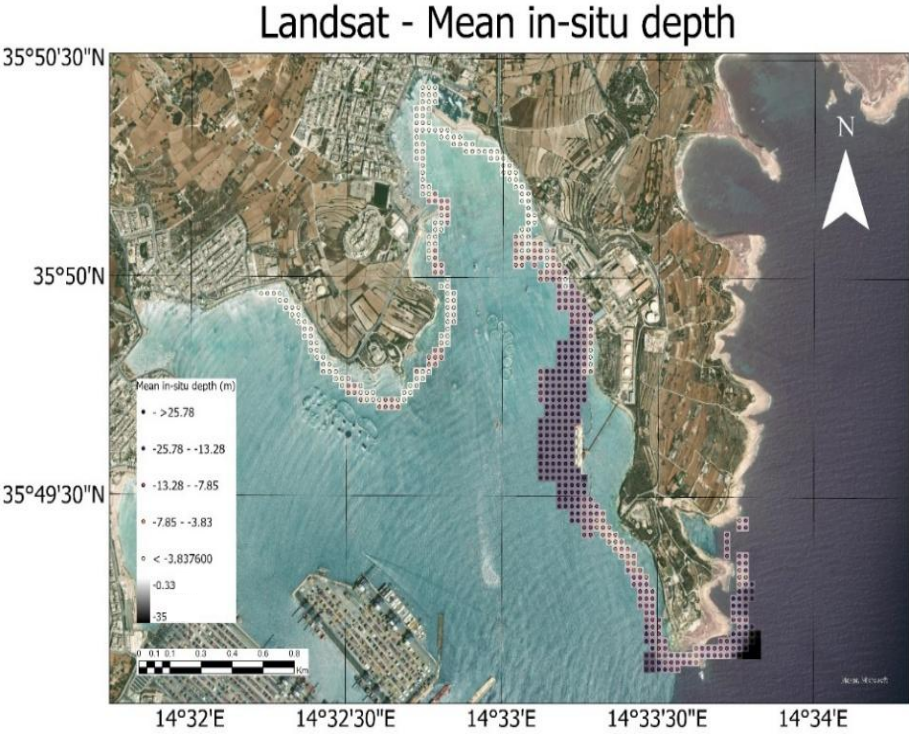 Landsat - Mean in-situ depth
35°50'30"N
35°50'N
35°49'30"N
N
Mean in-situ depth (m)
- >25.78
-25.78 - -13.28
-13.28 - -7.85
-7.85 - -3.83
< -3.837600
-0.33
-35
0 0.1 0.1 0.3 0.4 0.6 0.8
Km
Microsoft
14°32'E
14°32'30"E
14°33'E
14°33'30"E
14°34'E